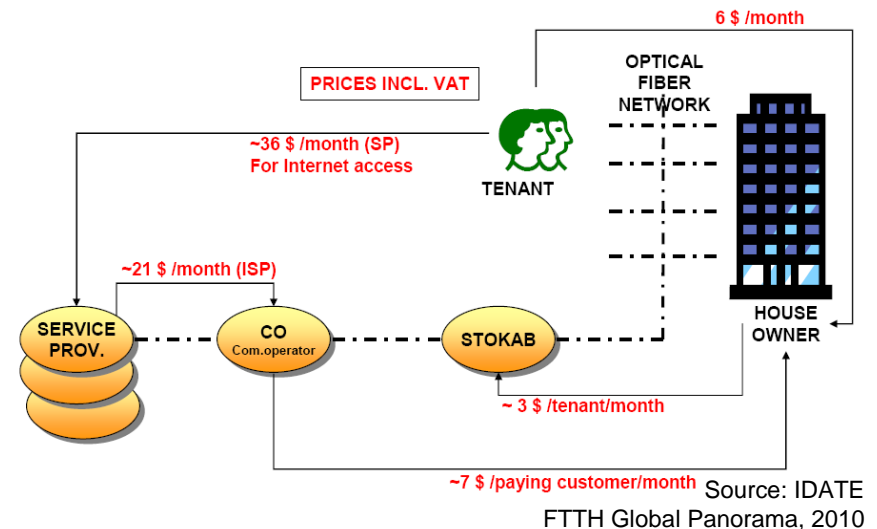 6 $ /month
OPTICAL
FIBER
NETWORK
PRICES INCL. VAT
~36 $ /month (SP)
For Internet access
TENANT
~21 $ /month (ISP)
SERVICE
PROV.
CO
Com.operator
STOKAB
HOUSE
OWNER
~ 3 $ /tenant/month
~7 $ /paying customer/month
Source: IDATE
FTTH Global Panorama, 2010